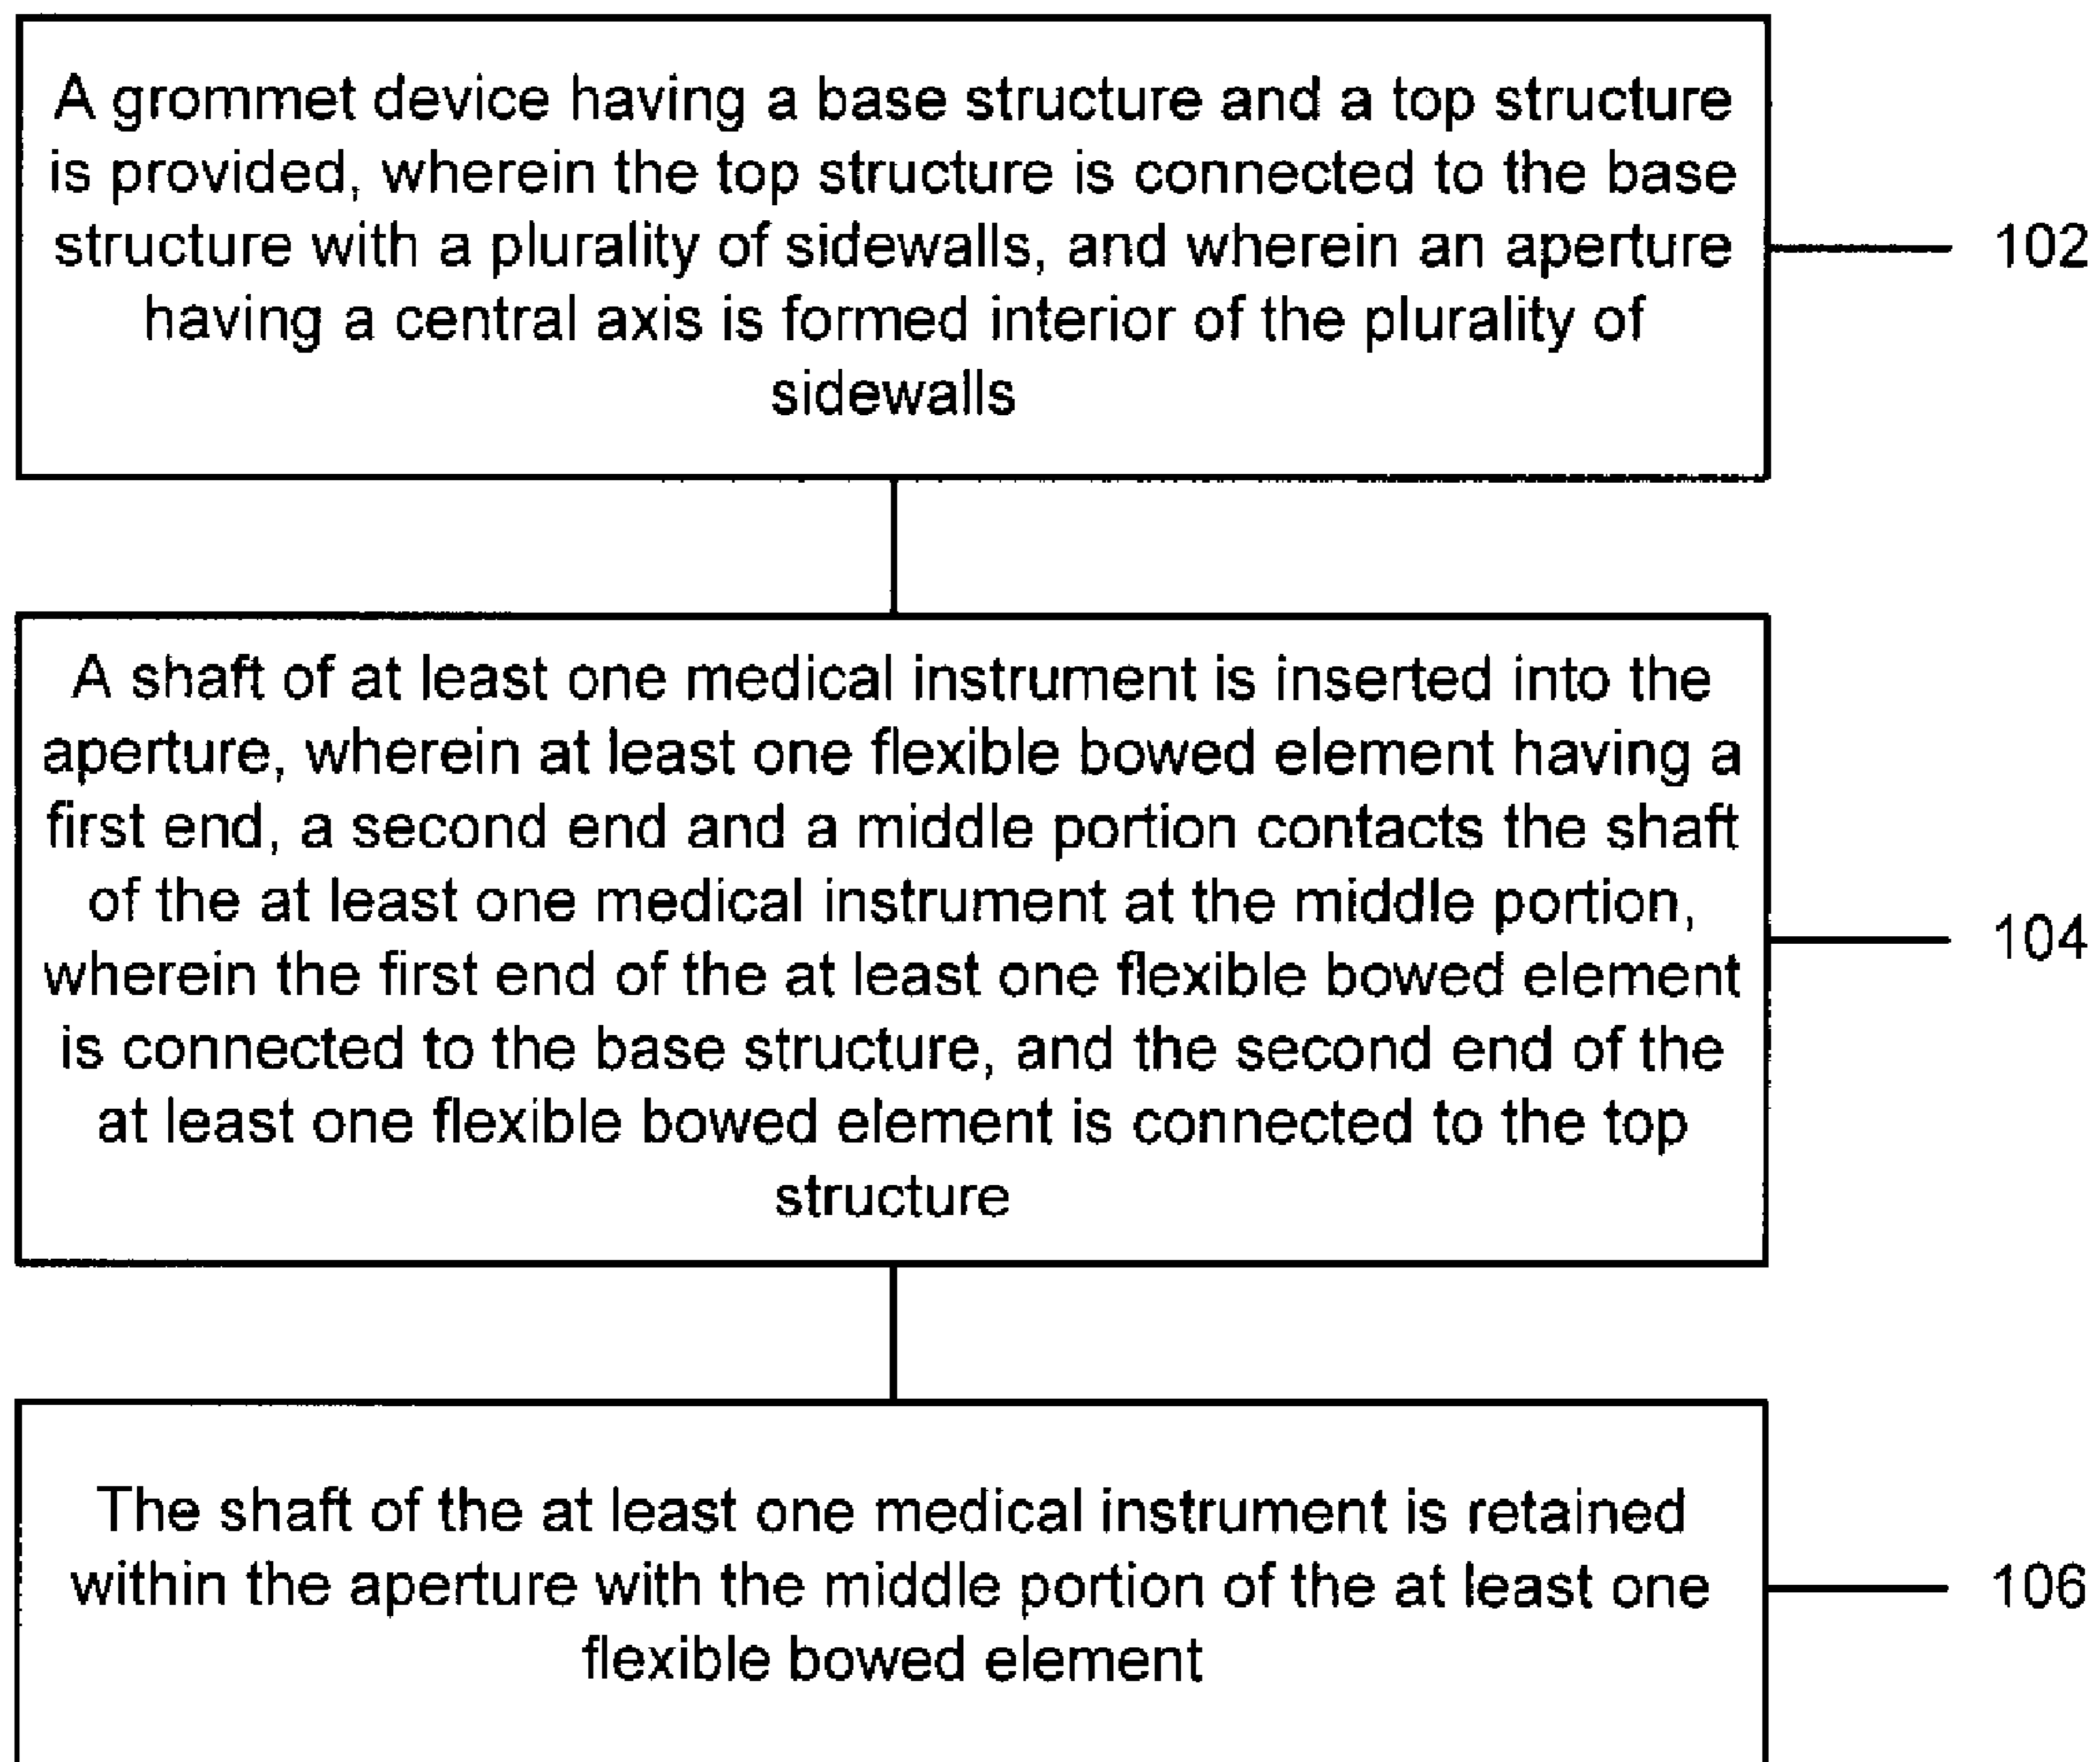 A grommet device having a base structure and a top structure
is provided, wherein the top structure is connected to the base
structure with a plurality of sidewalls, and wherein an aperture
having a central axis is formed interior of the plurality of
sidewalls
102
A shaft of at least one medical instrument is inserted into the
aperture, wherein at least one flexible bowed element having a
first end, a second end and a middle portion contacts the shaft
of the at least one medical instrument at the middle portion,
wherein the first end of the at least one flexible bowed element
is connected to the base structure, and the second end of the
at least one flexible bowed element is connected to the top
structure
104
The shaft of the at least one medical instrument is retained
within the aperture with the middle portion of the at least one
flexible bowed element
106